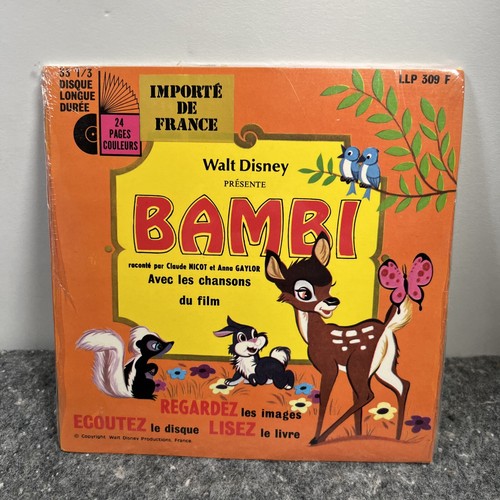 33 1/3
DISQUE
LONGUE
DURÉE
24
PAGES
COULEURS
IMPORTÉ
DE
FRANCE
LLP 309 F
Walt Disney
PRÉSENTE
BAMBI
raconté par Claude NICOT et Anne GAYLOR
Avec les chansons
du film
REGARDEZ les images
ECOUTEZ le disque LISEZ le livre
© Copyright Walt Disney Productions, France.